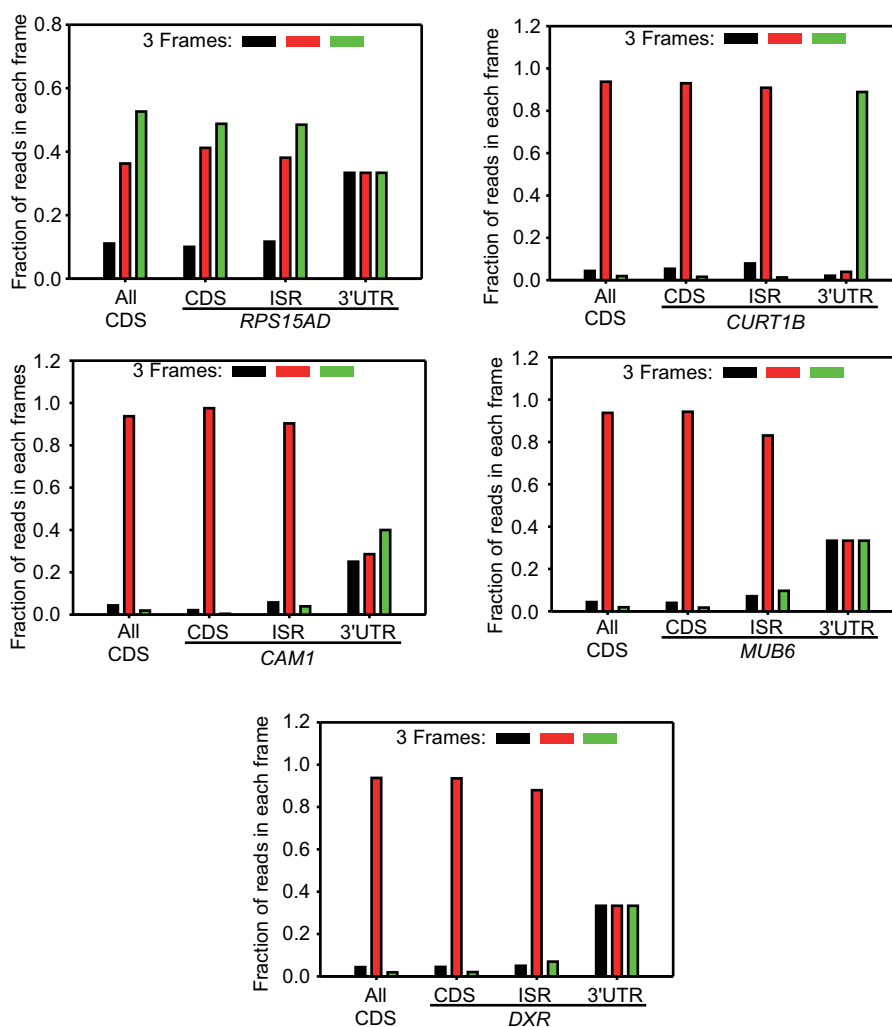 Fraction of reads in each frame
3 Frames:
0.8
0.6
0.4
0.2
0.0
All CDS ISR 3'UTR
CDS
RPS15AD
Fraction of reads in each frame
3 Frames:
1.2
1.0
0.8
0.6
0.4
0.2
0.0
All CDS ISR 3'UTR
CDS
CURT1B
Fraction of reads in each frames
3 Frames:
1.2
1.0
0.8
0.6
0.4
0.2
0.0
All CDS ISR 3'UTR
CDS
CAM1
Fraction of reads in each frame
3 Frames:
1.2
1.0
0.8
0.6
0.4
0.2
0.0
All CDS ISR 3'UTR
CDS
MUB6
Fraction of reads in each frame
3 Frames:
1.2
1.0
0.8
0.6
0.4
0.2
0.0
All CDS ISR 3'UTR
CDS
DXR